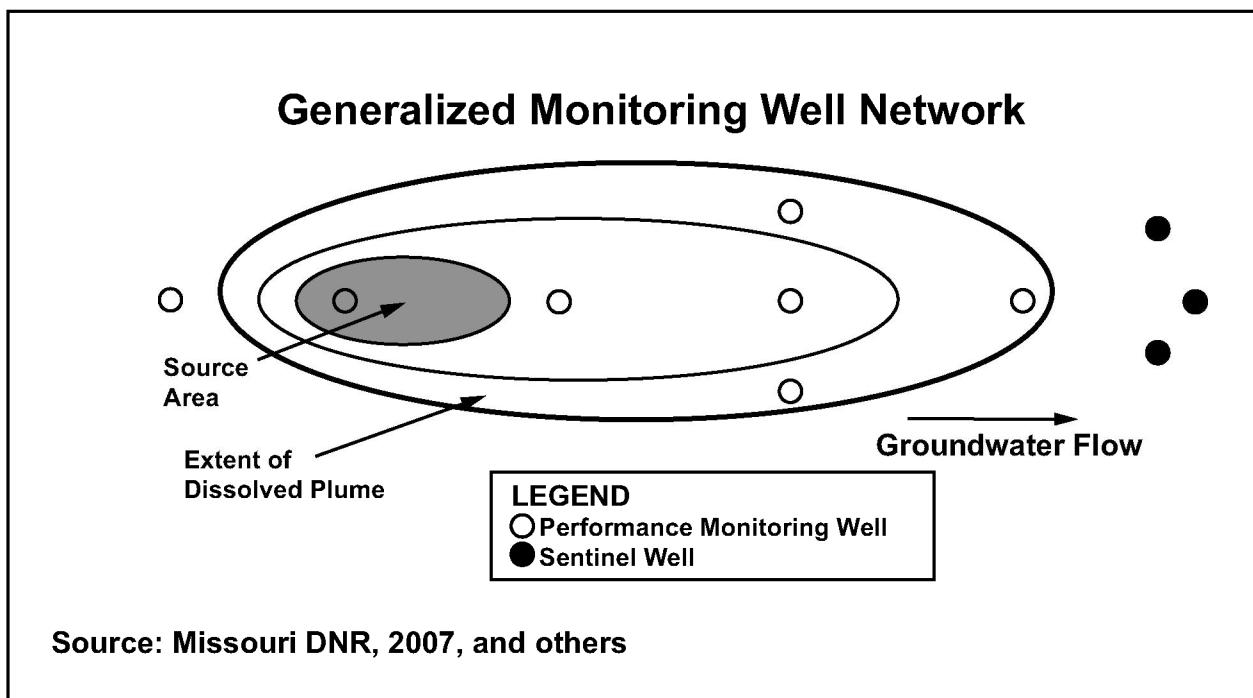 Generalized Monitoring Well Network
Source
Area
Extent of
Dissolved Plume
Groundwater Flow
LEGEND
Performance Monitoring Well
Sentinel Well
Source: Missouri DNR, 2007, and others